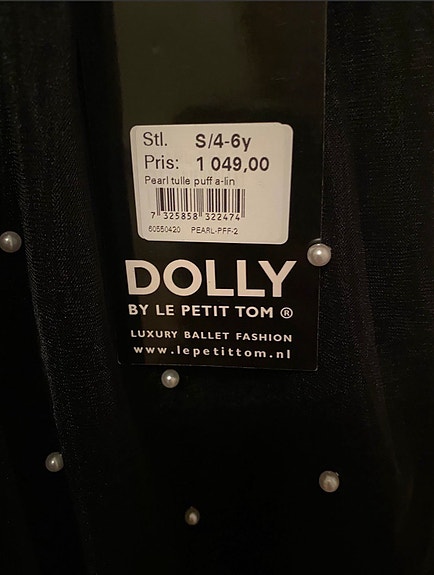 Stl. S/4-6y
Pris: 1 049,00
Pearl tulle puff a-lin
7 325858 322474
60550420 PEARL-PFF-2
DOLLY
BY LE PETIT TOM ®
LUXURY BALLET FASHION
www.lepetittom.nl